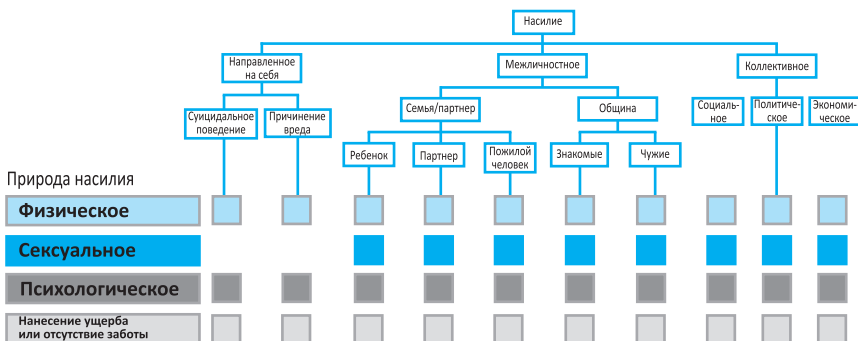 Насилие
Направленное
на себя
Межличностное
Коллективное
Суицидальное
поведение
Причинение
вреда
Семья/партнер
Община
Социаль-
ное
Политиче-
ское
Экономи-
ческое
Ребенок
Партнер
Пожилой
человек
Знакомые
Чужие
Природа насилия
Физическое
Сексуальное
Психологическое
Нанесение ущерба
или отсутствие заботы